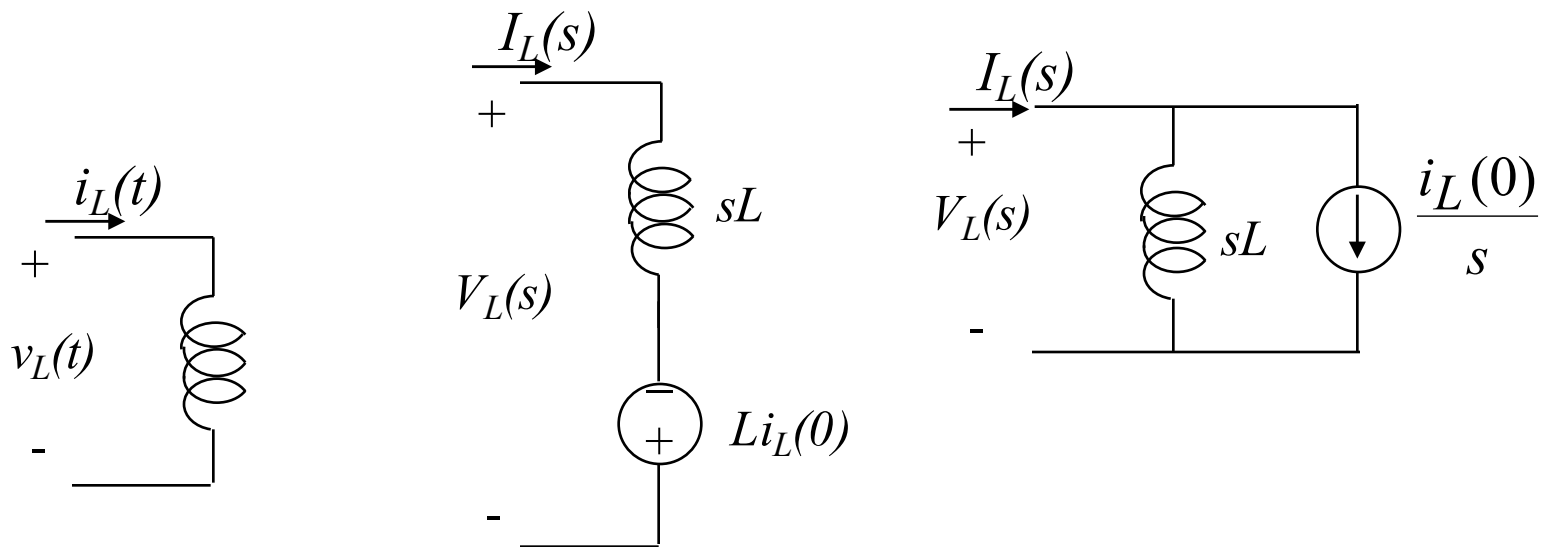 i_L(t)
+
v_L(t)
-
I_L(s)
+
sL
V_L(s)
−
+
Li_L(0)
-
I_L(s)
+
V_L(s)
sL
i_L(0)
s
-